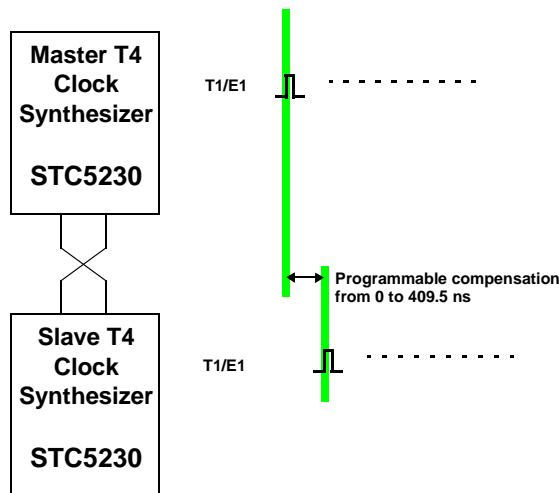 Master T4
Clock
Synthesizer
STC5230
T1/E1
Programmable compensation
from 0 to 409.5 ns
Slave T4
Clock
Synthesizer
STC5230
T1/E1